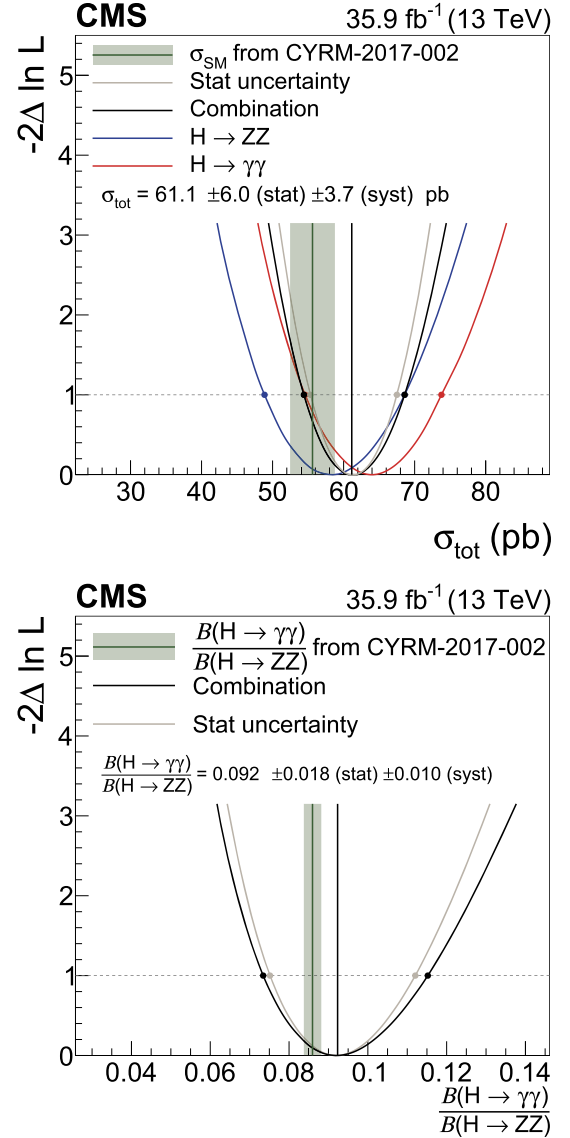 CMS 35.9 fb⁻¹ (13 TeV)
-2Δ ln L
5
4
3
2
1
0
σ_SM from CYRM-2017-002
Stat uncertainty
Combination
H → ZZ
H → γγ
σ_tot = 61.1 ±6.0 (stat) ±3.7 (syst) pb
30 40 50 60 70 80
σ_tot (pb)
CMS 35.9 fb⁻¹ (13 TeV)
-2Δ ln L
5
4
3
2
1
0
B(H → γγ)
B(H → ZZ) from CYRM-2017-002
Combination
Stat uncertainty
B(H → γγ)
B(H → ZZ) = 0.092 ±0.018 (stat) ±0.010 (syst)
0.04 0.06 0.08 0.1 0.12 0.14
B(H → γγ)
B(H → ZZ)